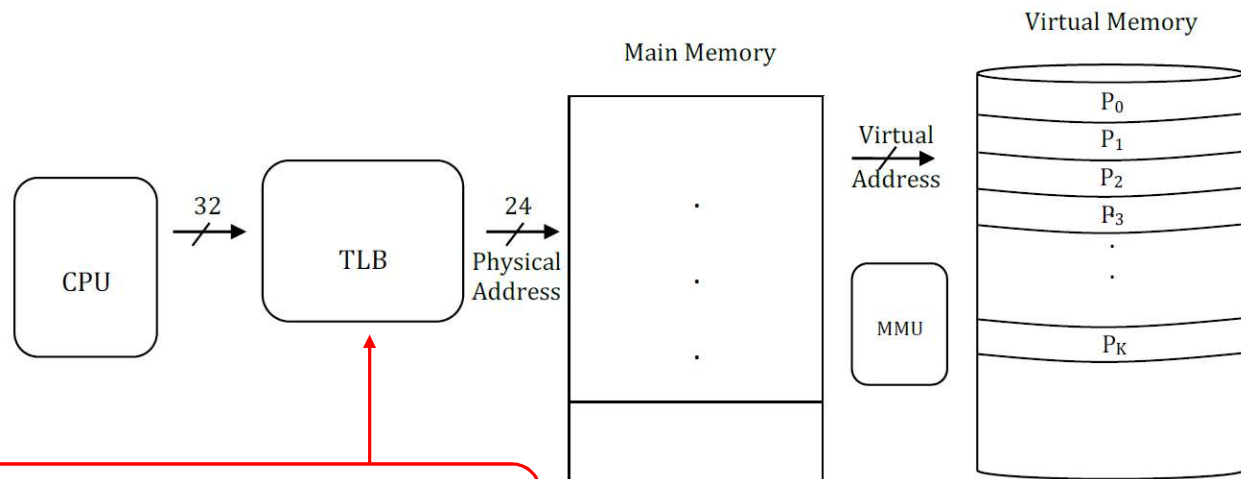 Virtual Memory
Main Memory
P0
Virtual
P1
Address
32
24
P2
CPU
TLB
Physical
Address
P3
MMU
PK